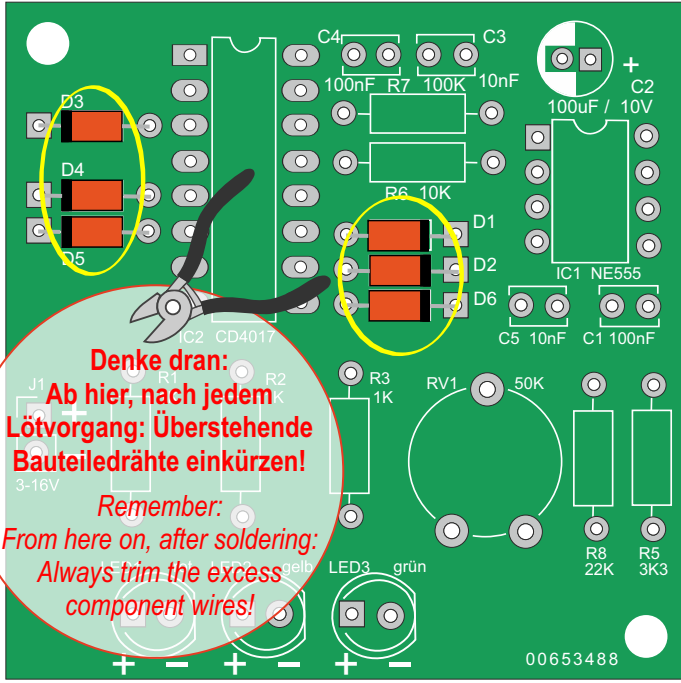 C4
C3
100nF
R7
100K
10nF
+
C2
100uF / 10V
D3
D4
D5
R6
10K
D1
D2
D6
IC1 NE555
C5 10nF
C1 100nF
IC2 CD4017
Denke dran:
Ab hier, nach jedem
Lötvorgang: Überstehende
Bauteiledrähte einkürzen!
Remember:
From here on, after soldering:
Always trim the excess
component wires!
J1
+
-
3-16V
R1
R2
R3
1K
RV1
50K
R8
22K
R5
3K3
LED3
grün
gelb
+ - + - + -
00653488